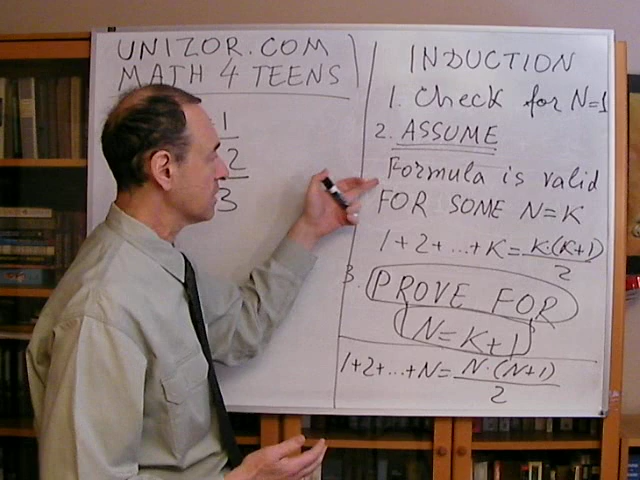 UNIZOR.COM
MATH 4 TEENS
1
2
3
INDUCTION
1. Check for N=1
2. ASSUME
Formula is valid
FOR SOME N=K
1+2+...+K=K·(K+1)/2
3. PROVE FOR
N=K+1
1+2+...+N=N·(N+1)/2